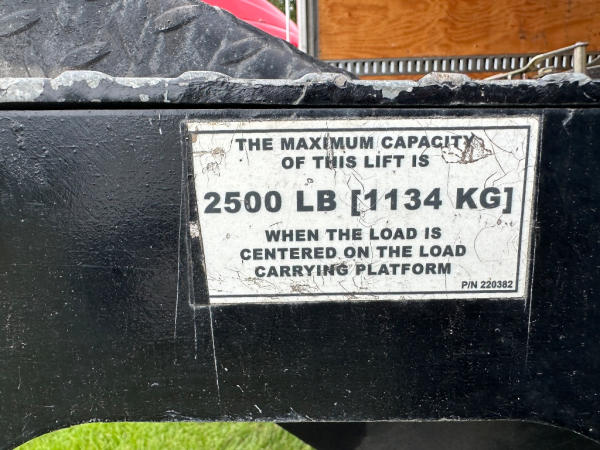 THE MAXIMUM CAPACITY
OF THIS LIFT IS
2500 LB [1134 KG]
WHEN THE LOAD IS
CENTERED ON THE LOAD
CARRYING PLATFORM
P/N 220382